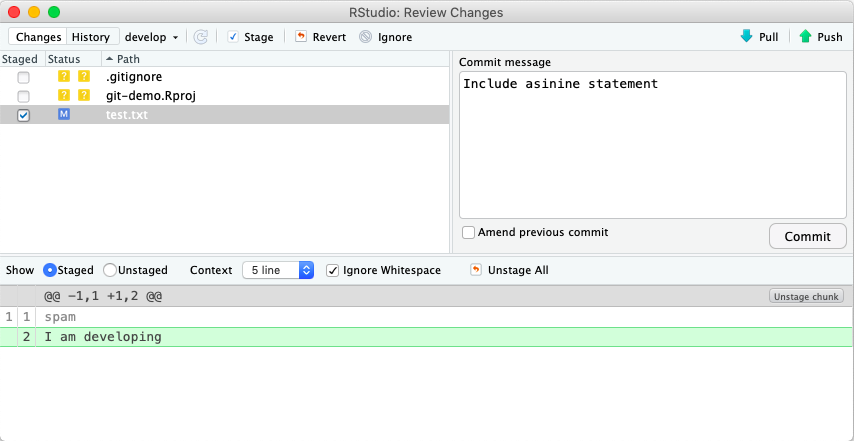 RStudio: Review Changes
Changes History develop Stage Revert Ignore Pull Push
Staged Status Path
? ? .gitignore
? ? git-demo.Rproj
M test.txt
Commit message
Include asinine statement
Amend previous commit
Commit
Show Staged Unstaged Context 5 line Ignore Whitespace Unstage All
@@ -1,1 +1,2 @@ Unstage chunk
1 1 spam
2 I am developing